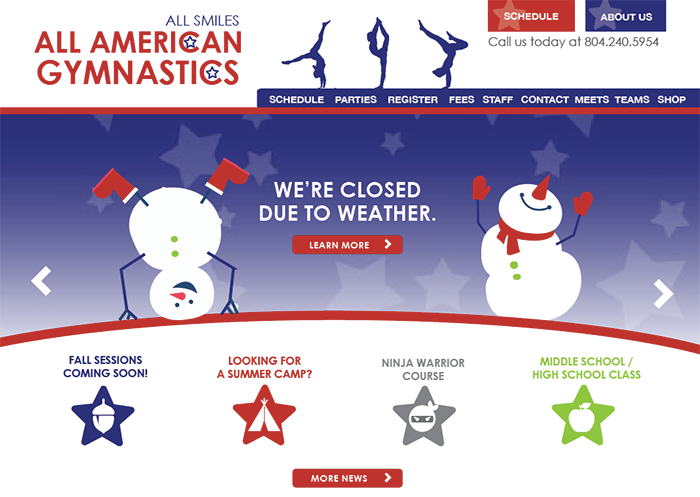 ALL SMILES
ALL AMERICAN
GYMNASTICS
SCHEDULE
ABOUT US
Call us today at 804.240.5954
SCHEDULE PARTIES REGISTER FEES STAFF CONTACT MEETS TEAMS SHOP
WE'RE CLOSED
DUE TO WEATHER.
LEARN MORE
FALL SESSIONS
COMING SOON!
LOOKING FOR
A SUMMER CAMP?
NINJA WARRIOR
COURSE
MIDDLE SCHOOL /
HIGH SCHOOL CLASS
MORE NEWS